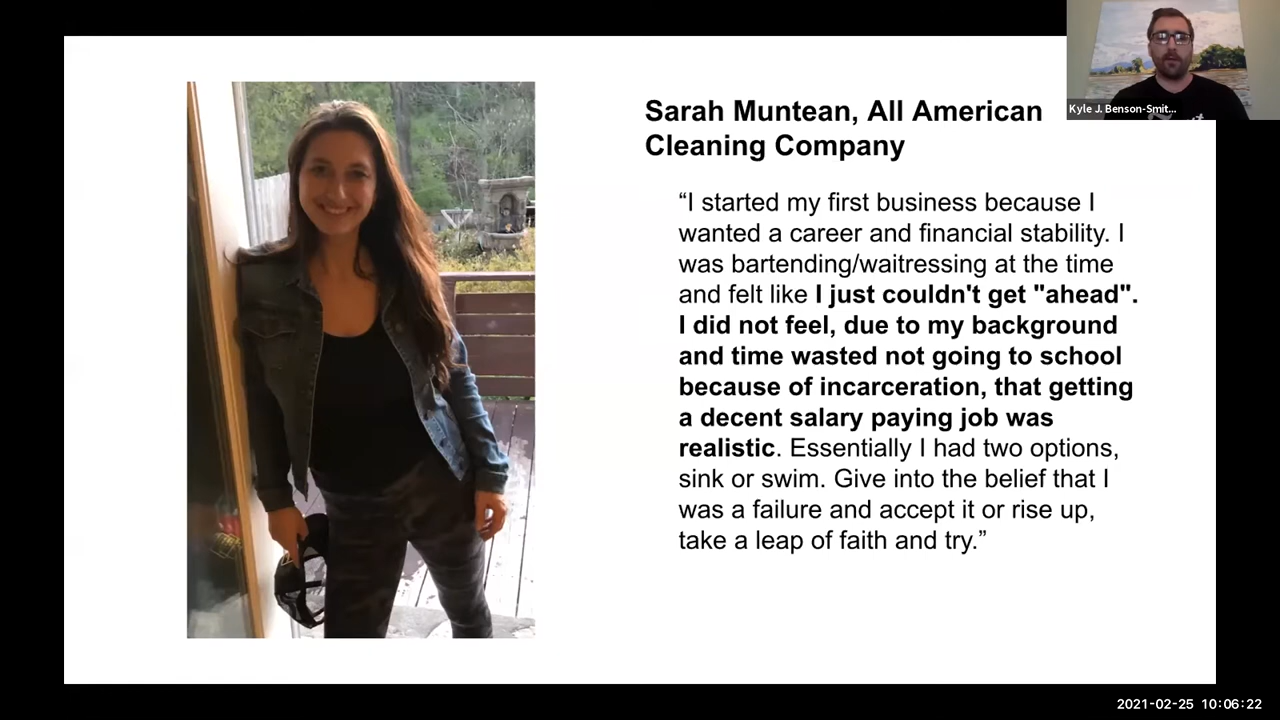 Sarah Muntean, All American
Cleaning Company
Kyle J. Benson-Smit...
“I started my first business because I
wanted a career and financial stability. I
was bartending/waitressing at the time
and felt like I just couldn't get "ahead".
I did not feel, due to my background
and time wasted not going to school
because of incarceration, that getting
a decent salary paying job was
realistic. Essentially I had two options,
sink or swim. Give into the belief that I
was a failure and accept it or rise up,
take a leap of faith and try.”
2021-02-25 10:06:22